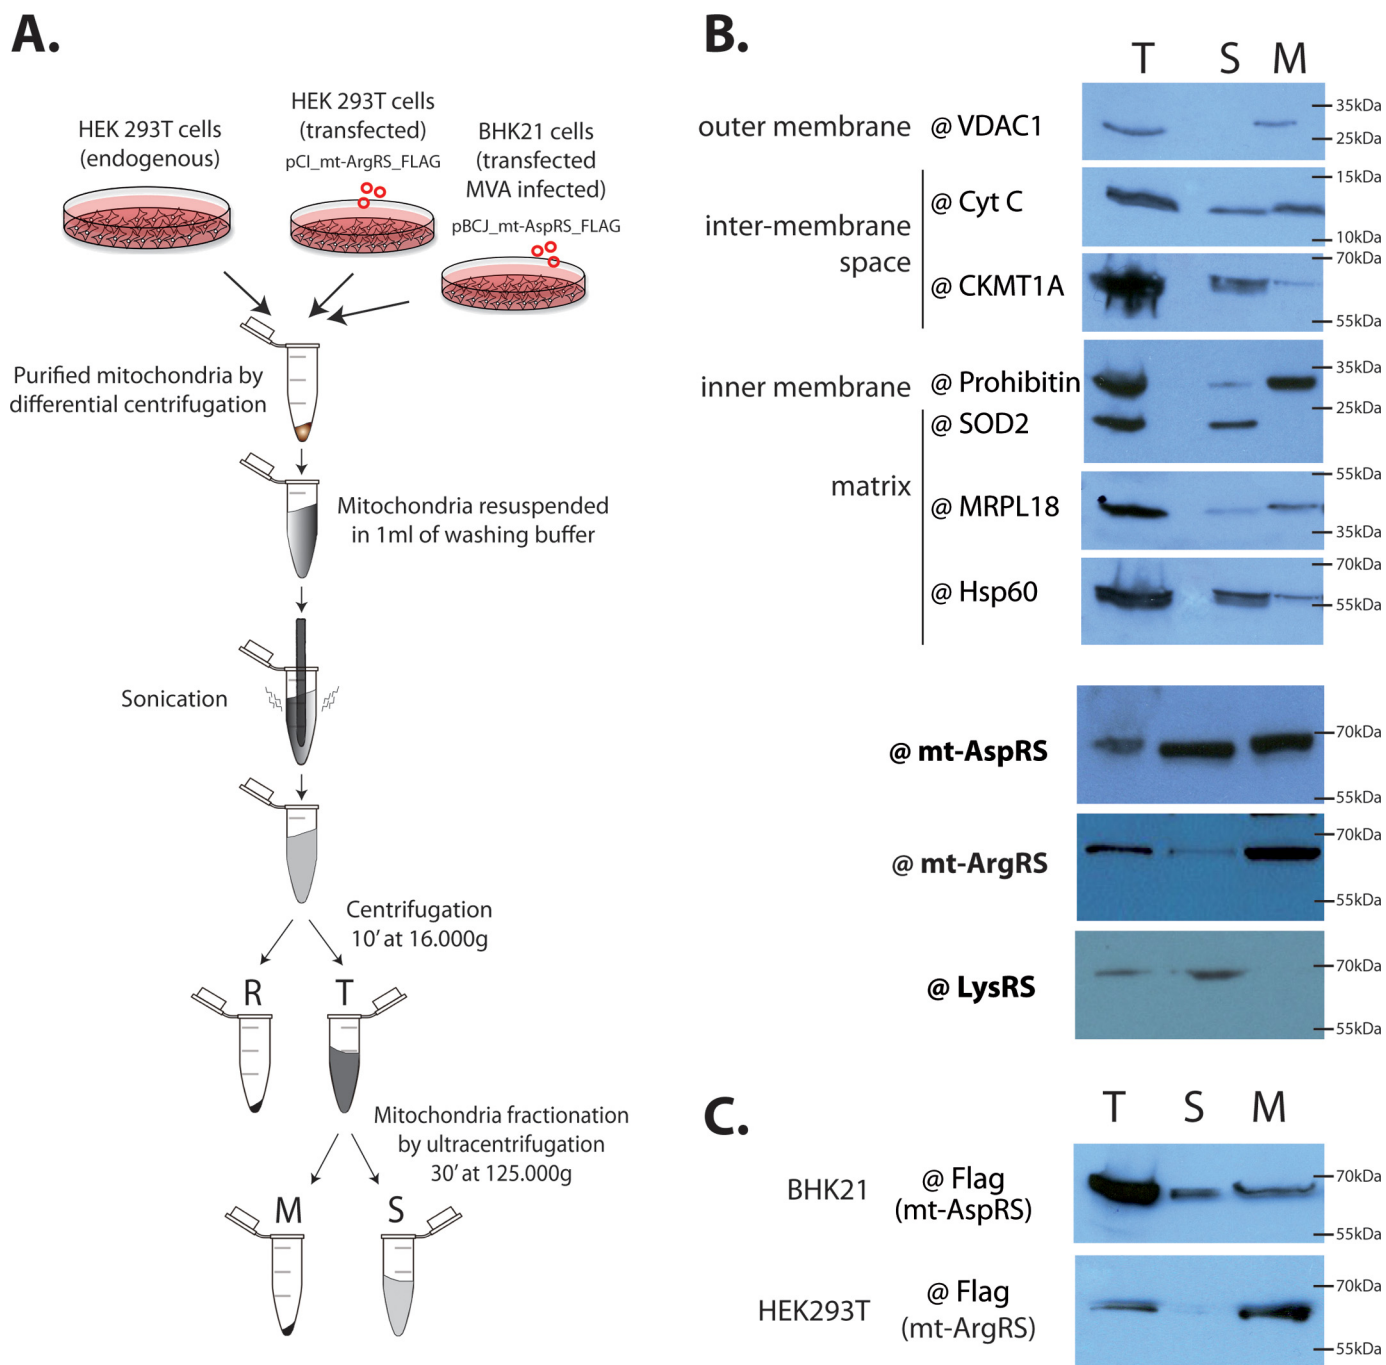 A.
HEK 293T cells
(endogenous)
HEK 293T cells
(transfected)
pCI_mt-ArgRS_FLAG
BHK21 cells
(transfected
MVA infected)
pBCJ_mt-AspRS_FLAG
Purified mitochondria by
differential centrifugation
Mitochondria resuspended
in 1ml of washing buffer
Sonication
Centrifugation
10’ at 16.000g
R
T
Mitochondria fractionation
by ultracentrifugation
30’ at 125.000g
M
S
B.
T S M
outer membrane @ VDAC1
35kDa
25kDa
inter-membrane
space
@ Cyt C
15kDa
10kDa
@ CKMT1A
70kDa
55kDa
inner membrane @ Prohibitin
35kDa
25kDa
matrix
@ SOD2
@ MRPL18
55kDa
35kDa
@ Hsp60
70kDa
55kDa
@ mt-AspRS
70kDa
55kDa
@ mt-ArgRS
70kDa
55kDa
@ LysRS
70kDa
55kDa
C.
T S M
BHK21
@ Flag
(mt-AspRS)
70kDa
55kDa
HEK293T
@ Flag
(mt-ArgRS)
70kDa
55kDa